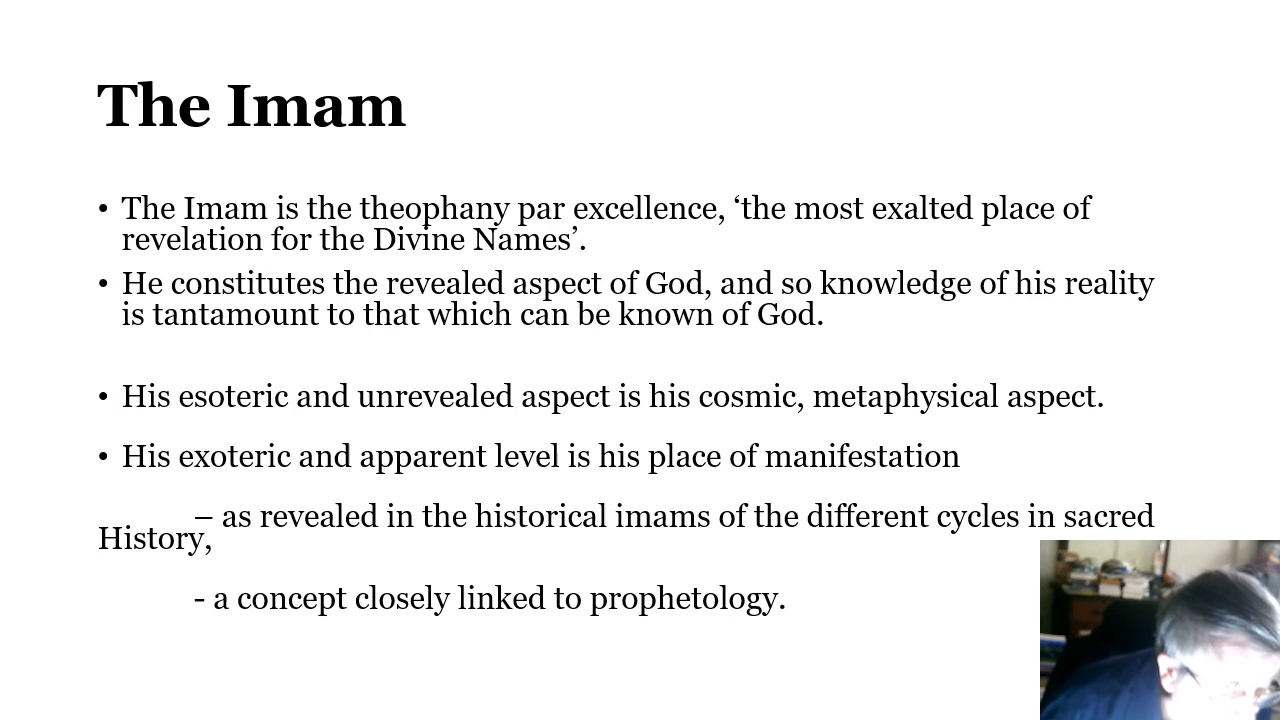 The Imam
• The Imam is the theophany par excellence, ‘the most exalted place of
revelation for the Divine Names’.
• He constitutes the revealed aspect of God, and so knowledge of his reality
is tantamount to that which can be known of God.
• His esoteric and unrevealed aspect is his cosmic, metaphysical aspect.
• His exoteric and apparent level is his place of manifestation
– as revealed in the historical imams of the different cycles in sacred
History,
- a concept closely linked to prophetology.